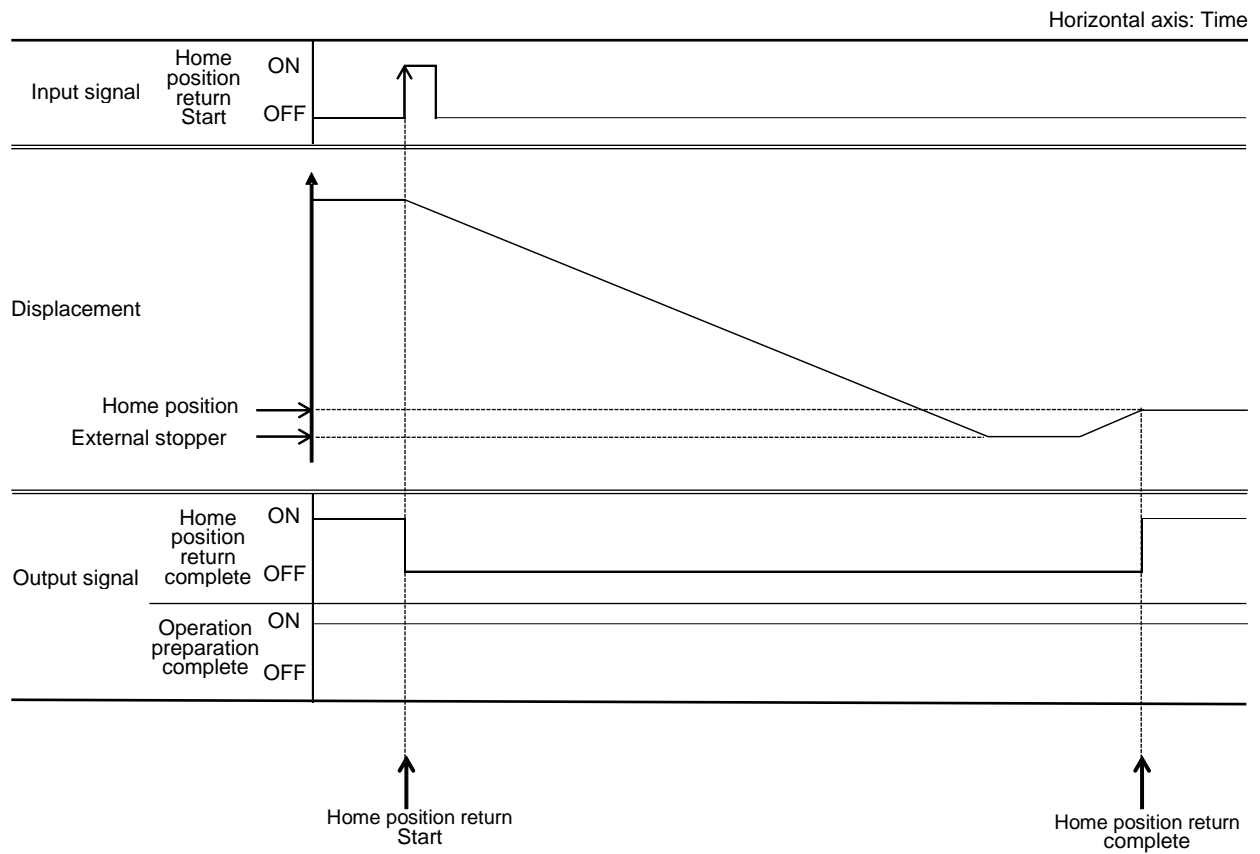 Horizontal axis: Time
Input signal
Home
position
return
Start
ON
OFF
Displacement
Home position
External stopper
Output signal
Home
position
return
complete
ON
OFF
Operation
preparation
complete
ON
OFF
Home position return
Start
Home position return
complete